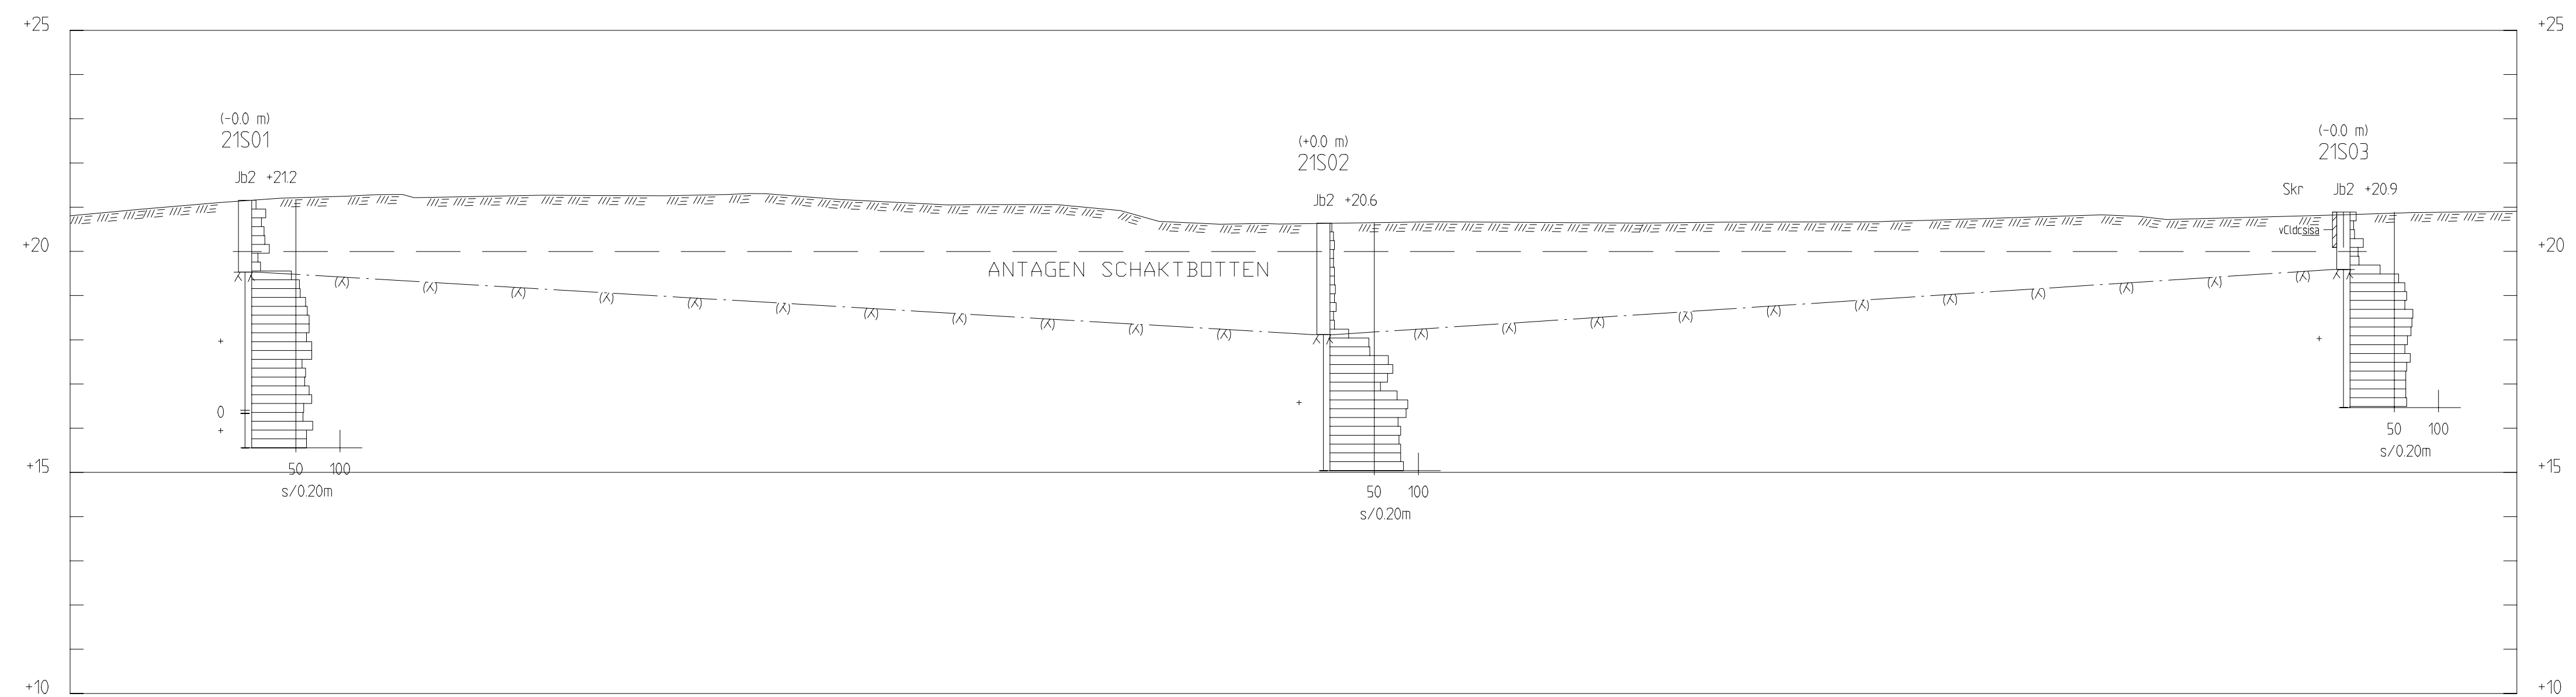 +25
+25
(-0.0 m)
21S01
(+0.0 m)
21S02
(-0.0 m)
21S03
Jb2 +21.2
Jb2 +20.6
Skr Jb2 +20.9
vCldcsisa
+20
+20
ANTAGEN SCHAKTBOTTEN
(人)
+
+
+
0
+
50 100
s/0.20m
50 100
s/0.20m
50 100
s/0.20m
+15
+15
+10
+10